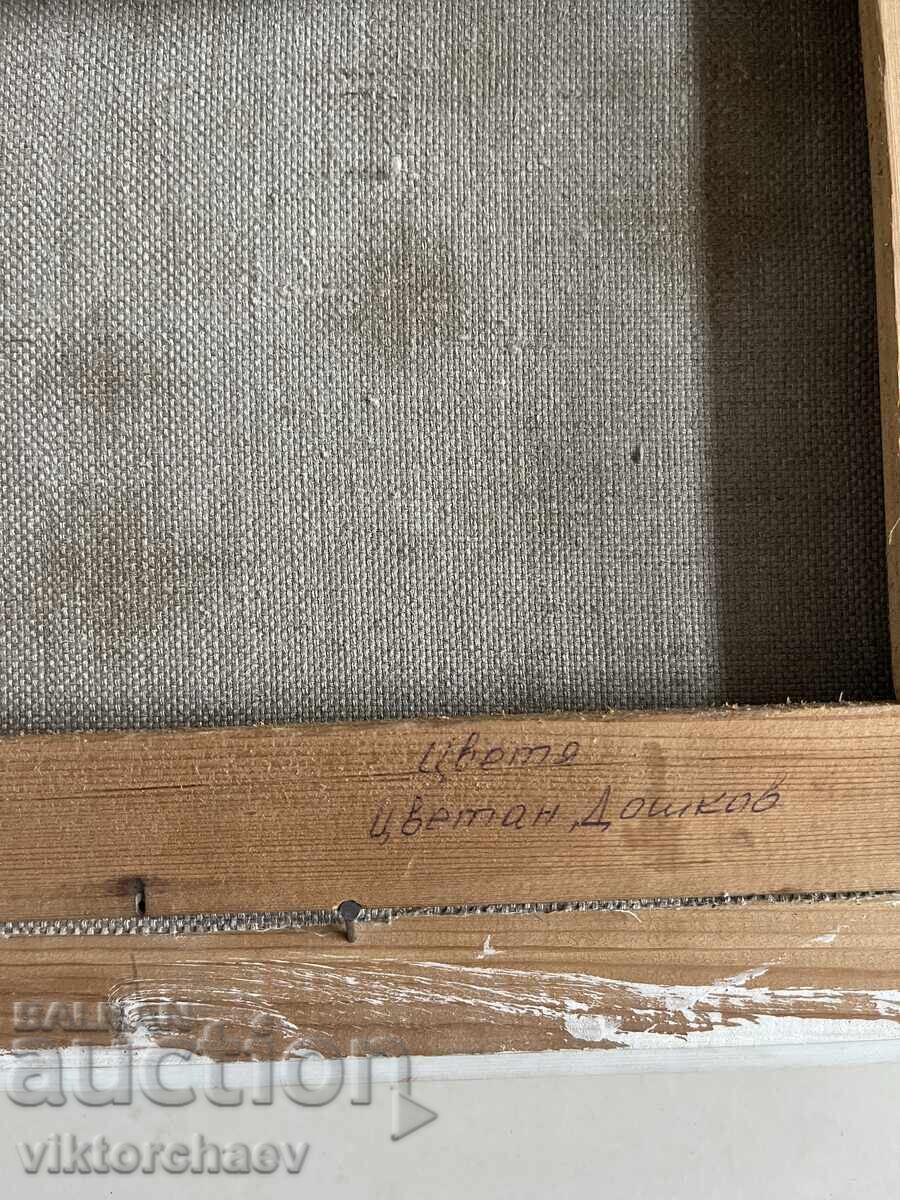 Цветя
Цветан Дошков
BALKAN
auction
viktorchaev